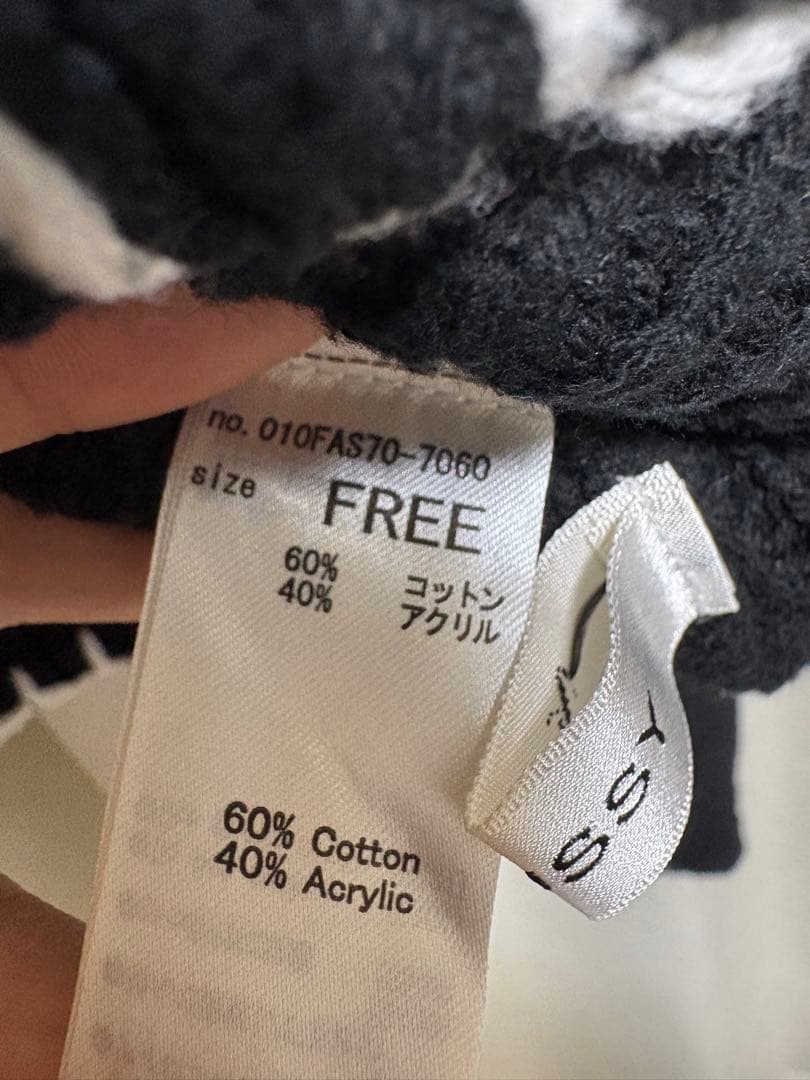 no. 010FAS70-7060
size FREE
60% コットン
40% アクリル
60% Cotton
40% Acrylic
SSY